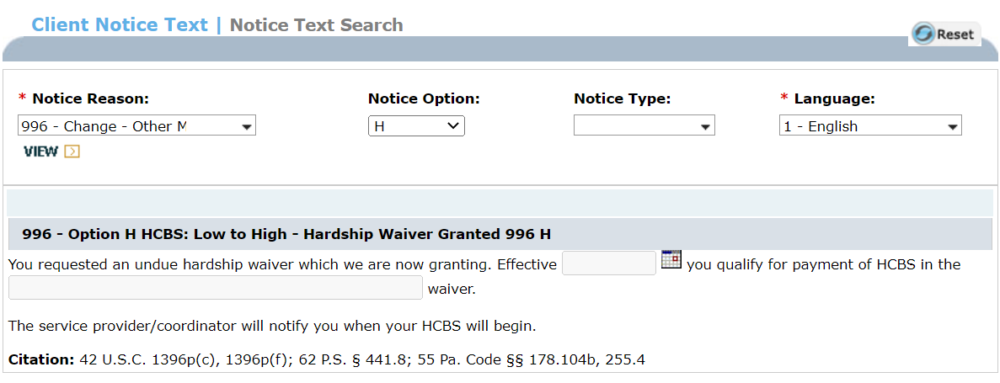 Client Notice Text | Notice Text Search
Reset
* Notice Reason: Notice Option: Notice Type: * Language:
996 - Change - Other M H 1 - English
VIEW
996 - Option H HCBS: Low to High - Hardship Waiver Granted 996 H
You requested an undue hardship waiver which we are now granting. Effective you qualify for payment of HCBS in the
waiver.
The service provider/coordinator will notify you when your HCBS will begin.
Citation: 42 U.S.C. 1396p(c), 1396p(f); 62 P.S. § 441.8; 55 Pa. Code §§ 178.104b, 255.4